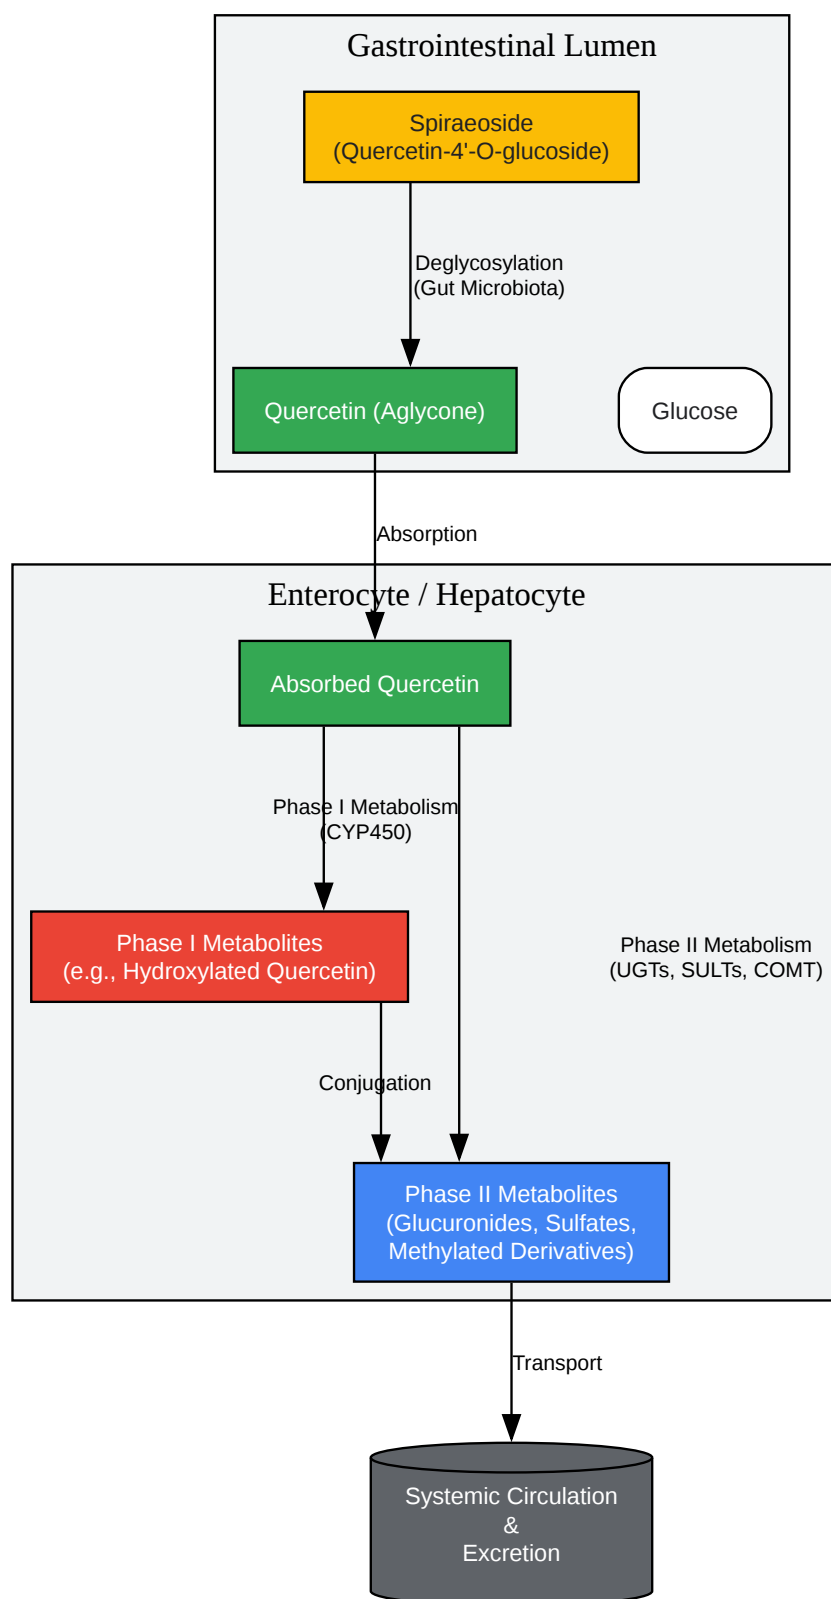 Gastrointestinal Lumen
Spiraeoside
(Quercetin-4'-O-glucoside)
Deglycosylation
(Gut Microbiota)
Quercetin (Aglycone)
Glucose
Absorption
Enterocyte / Hepatocyte
Absorbed Quercetin
Phase I Metabolism
(CYP450)
Phase I Metabolites
(e.g., Hydroxylated Quercetin)
Phase II Metabolism
(UGTs, SULTs, COMT)
Conjugation
Phase II Metabolites
(Glucuronides, Sulfates,
Methylated Derivatives)
Transport
Systemic Circulation
&
Excretion